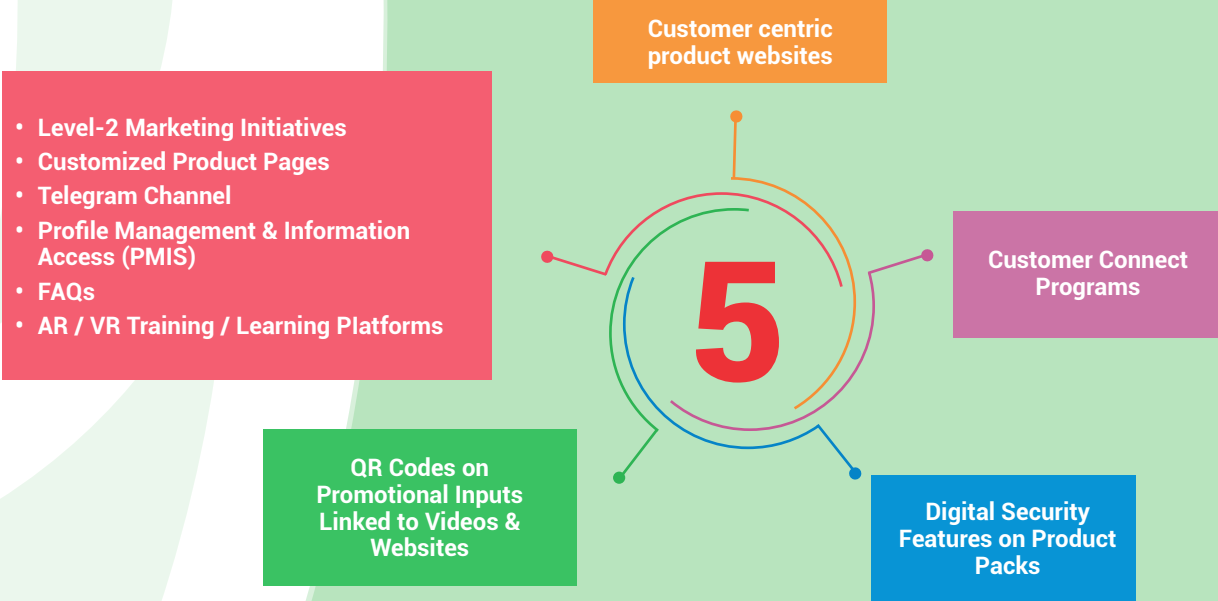 Customer centric
product websites
• Level-2 Marketing Initiatives
• Customized Product Pages
• Telegram Channel
• Profile Management & Information
Access (PMIS)
• FAQs
• AR / VR Training / Learning Platforms
5
Customer Connect
Programs
QR Codes on
Promotional Inputs
Linked to Videos &
Websites
Digital Security
Features on Product
Packs